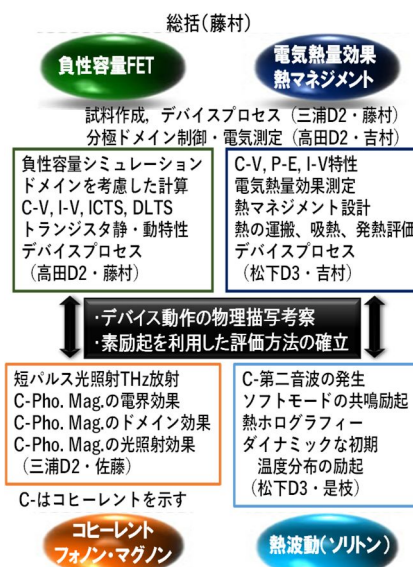 総括(藤村)
負性容量FET
電気熱量効果
熱マネジメント
試料作成，デバイスプロセス（三浦D2・藤村）
分極ドメイン制御・電気測定（高田D2・吉村）
負性容量シミュレーション
ドメインを考慮した計算
C-V, I-V, ICTS, DLTS
トランジスタ静・動特性
デバイスプロセス
（高田D2・藤村）
C-V, P-E, I-V特性
電気熱量効果測定
熱マネジメント設計
熱の運搬、吸熱、発熱評価
デバイスプロセス
（松下D3・吉村）
・デバイス動作の物理描写考察
・素励起を利用した評価方法の確立
短パルス光照射THz放射
C-Pho. Mag.の電界効果
C-Pho. Mag.のドメイン効果
C-Pho. Mag.の光照射効果
（三浦D2・佐藤）
C-第二音波の発生
ソフトモードの共鳴励起
熱ホログラフィー
ダイナミックな初期
温度分布の励起
（松下D3・是枝）
C-はコヒーレントを示す
コヒーレント
フォノン・マグノン
熱波動(ソリトン)